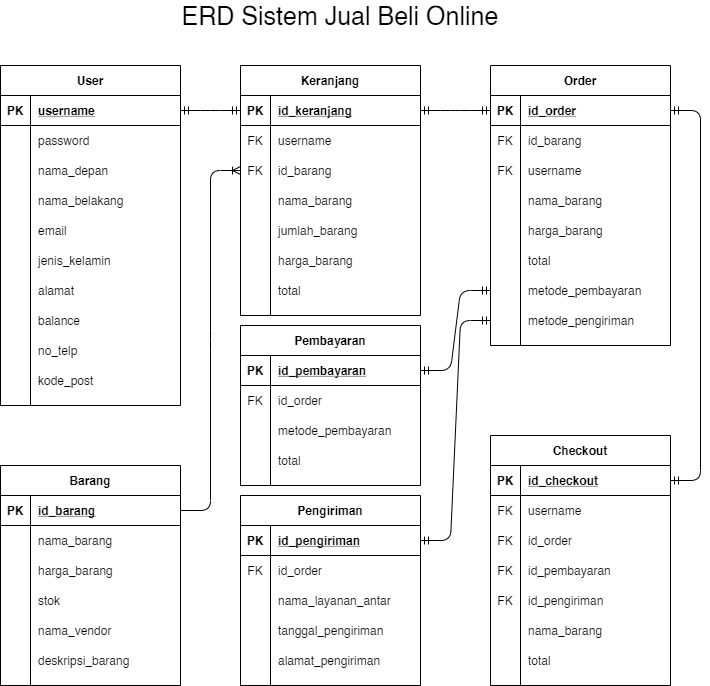 ERD Sistem Jual Beli Online
User
PK username
password
nama_depan
nama_belakang
email
jenis_kelamin
alamat
balance
no_telp
kode_post
Keranjang
PK id_keranjang
FK username
FK id_barang
nama_barang
jumlah_barang
harga_barang
total
Order
PK id_order
FK id_barang
FK username
nama_barang
harga_barang
total
metode_pembayaran
metode_pengiriman
Pembayaran
PK id_pembayaran
FK id_order
metode_pembayaran
total
Barang
PK id_barang
nama_barang
harga_barang
stok
nama_vendor
deskripsi_barang
Pengiriman
PK id_pengiriman
FK id_order
nama_layanan_antar
tanggal_pengiriman
alamat_pengiriman
Checkout
PK id_checkout
FK username
FK id_order
FK id_pembayaran
FK id_pengiriman
nama_barang
total